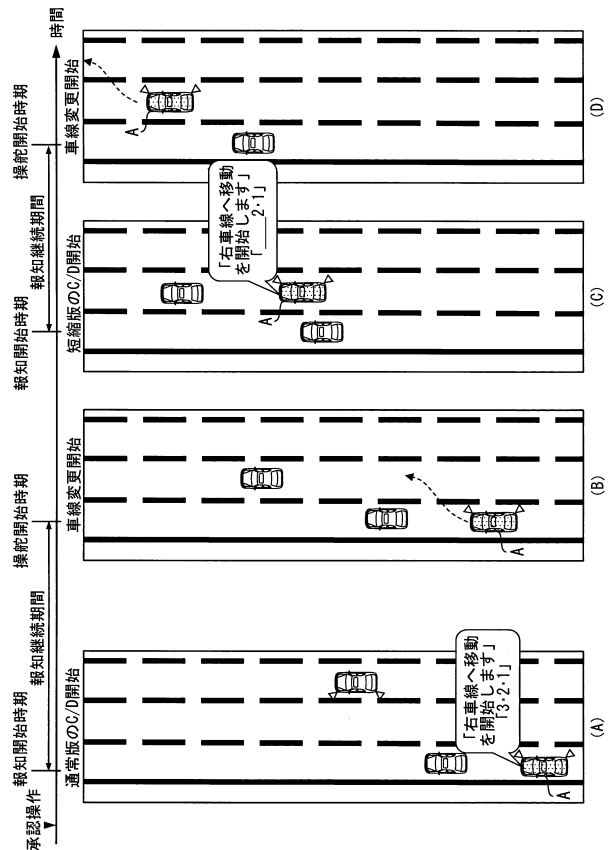 承認操作
報知開始時期
報知継続期間
操舵開始時期
報知開始時期
報知継続期間
操舵開始時期
時間
通常版のC/D開始
車線変更開始
短縮版のC/D開始
車線変更開始
「右車線へ移動
を開始します」
「3・2・1」
A
A
「右車線へ移動
を開始します」
「＿＿2・1」
A
A
(A)
(B)
(C)
(D)